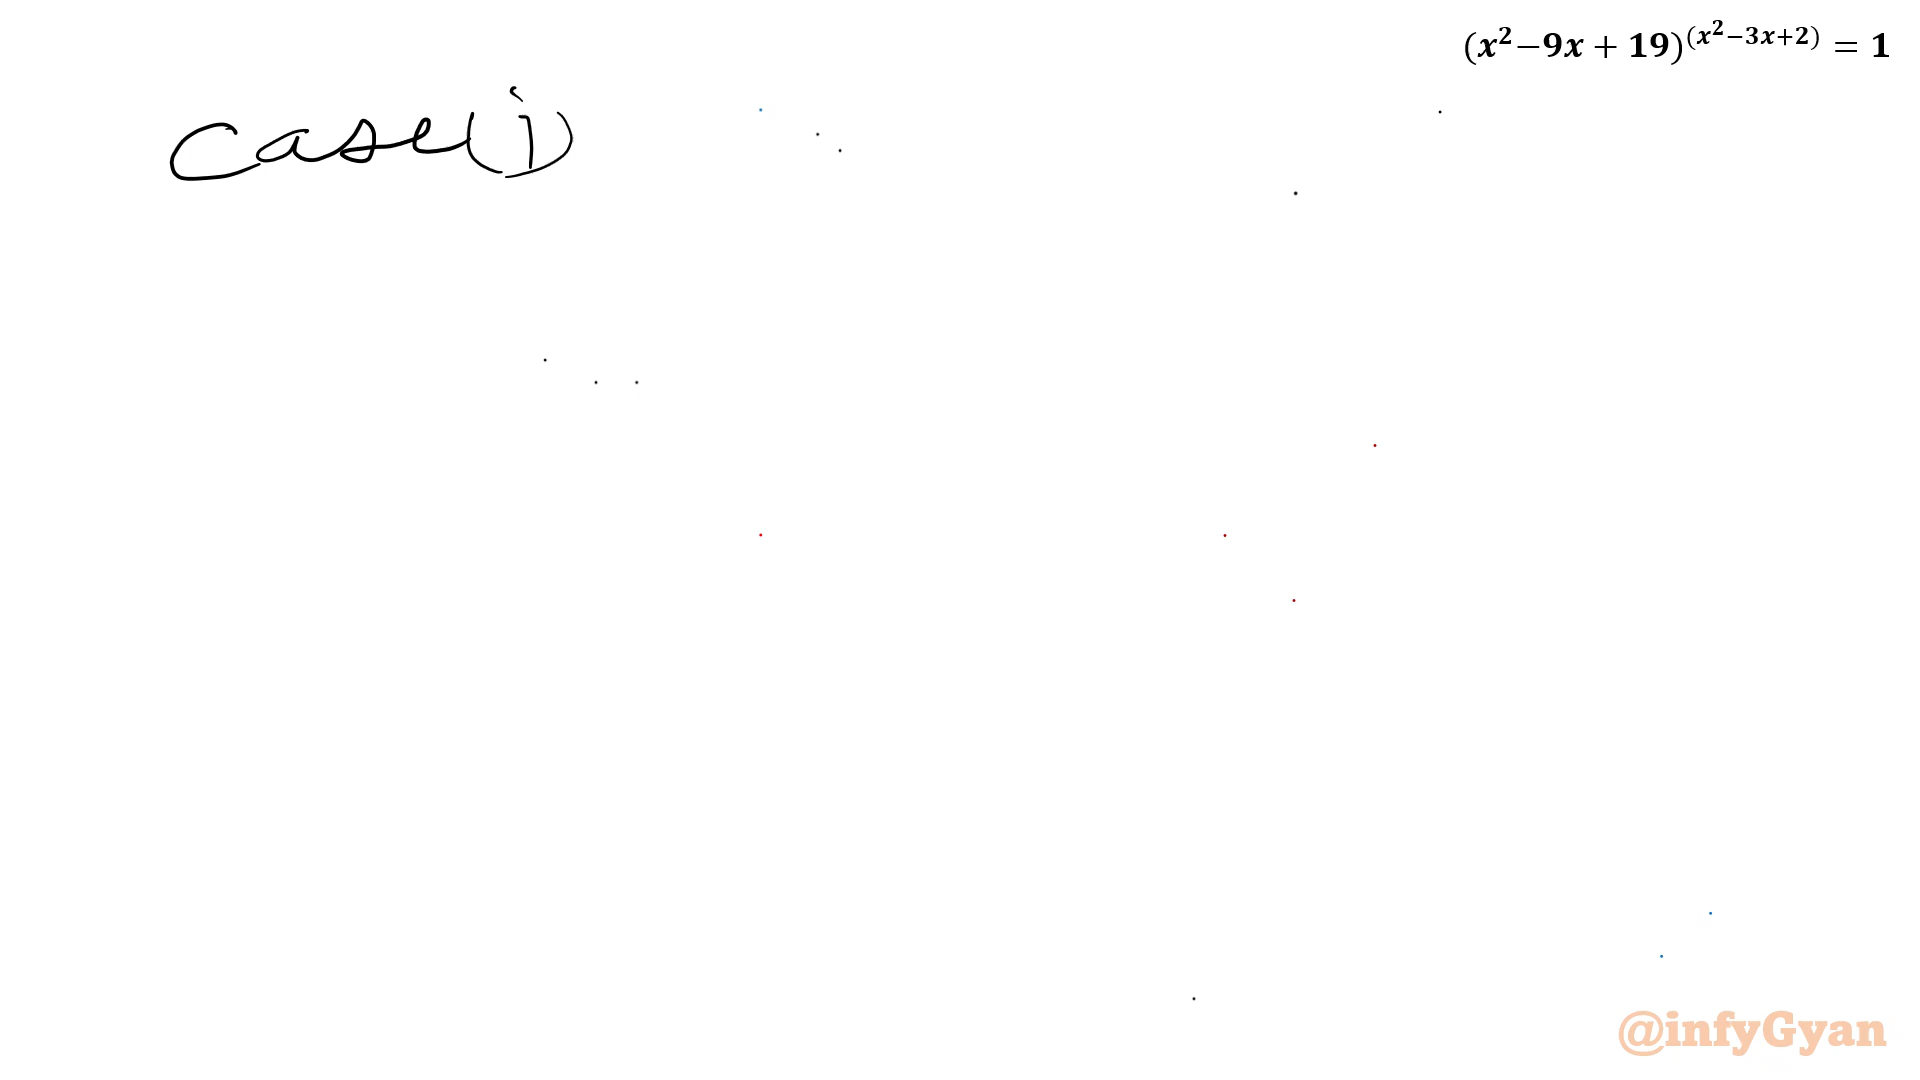 (x²−9x + 19)^(x²−3x+2) = 1
case(i)
@infyGyan